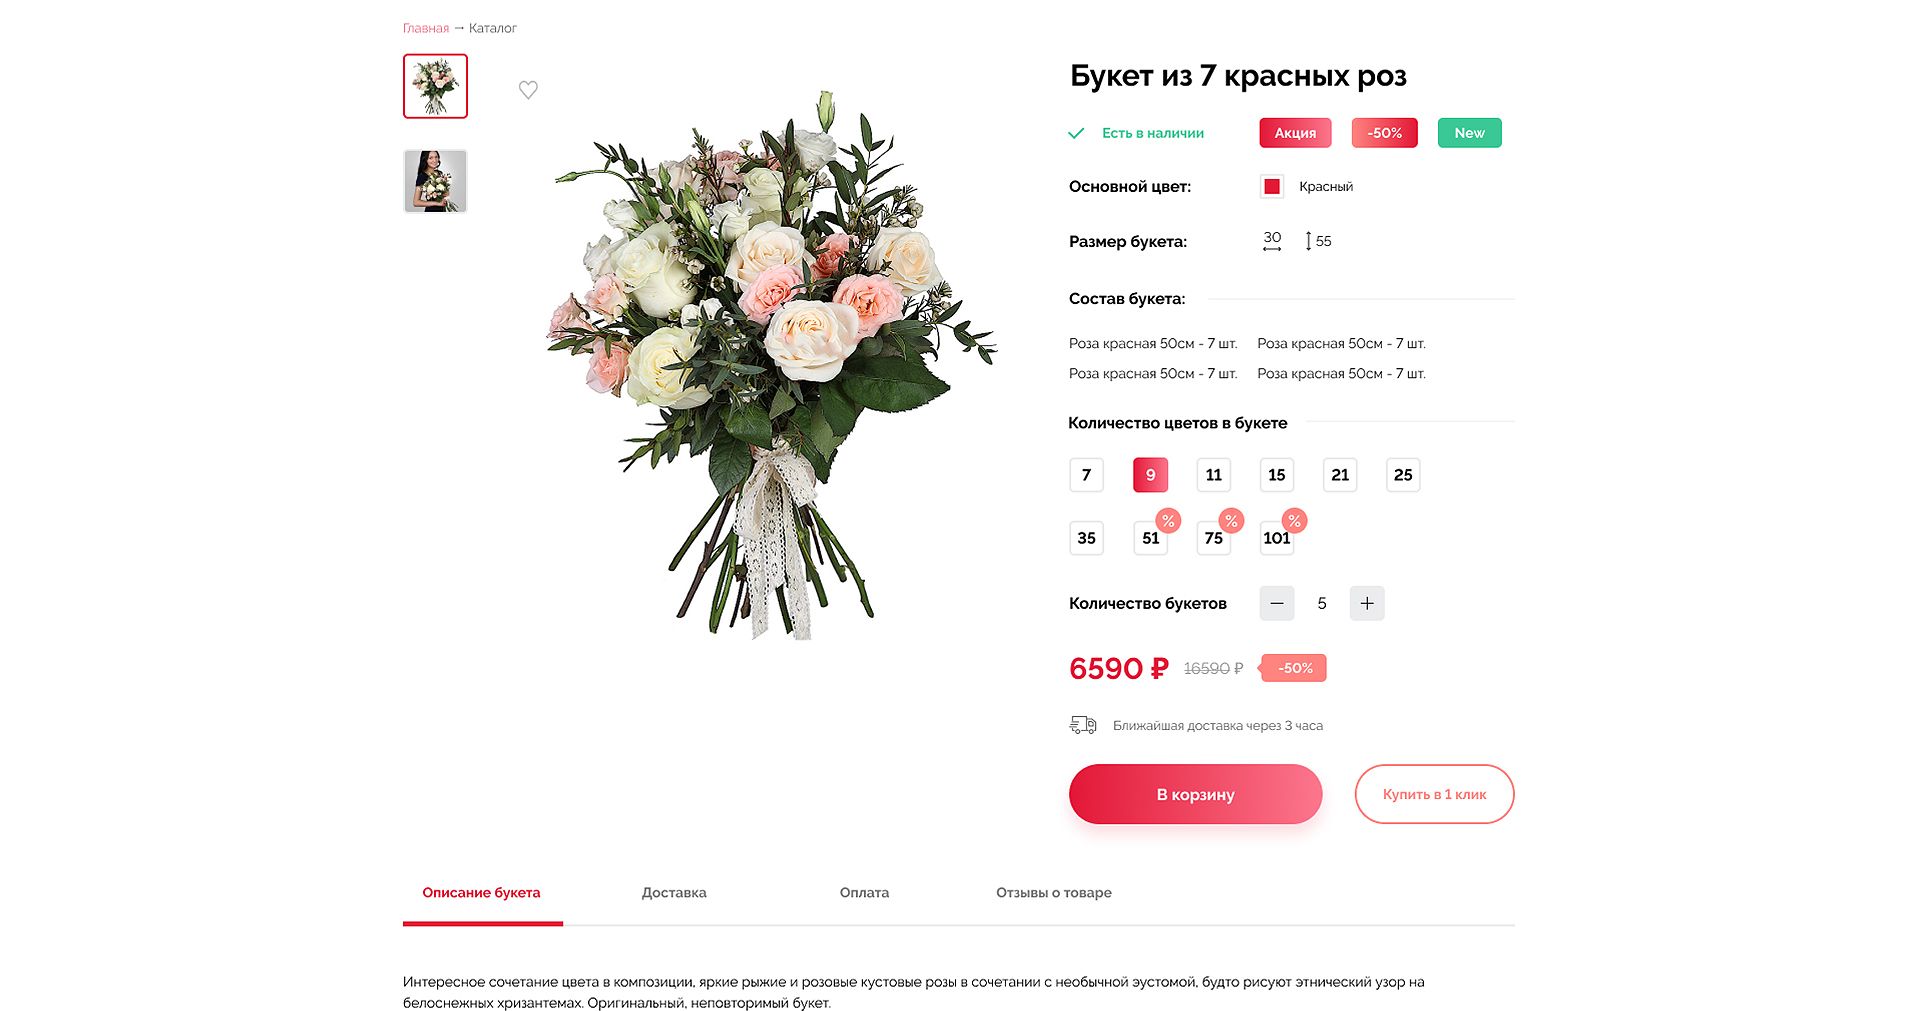 Главная → Каталог
Букет из 7 красных роз
Есть в наличии
Акция
-50%
New
Основной цвет:
Красный
Размер букета:
30
55
Состав букета:
Роза красная 50см - 7 шт.
Роза красная 50см - 7 шт.
Роза красная 50см - 7 шт.
Роза красная 50см - 7 шт.
Количество цветов в букете
7
9
11
15
21
25
35
51
%
75
%
101
%
Количество букетов
–
5
+
6590 ₽
16590 ₽
-50%
Ближайшая доставка через 3 часа
В корзину
Купить в 1 клик
Описание букета
Доставка
Оплата
Отзывы о товаре
Интересное сочетание цвета в композиции, яркие рыжие и розовые кустовые розы в сочетании с необычной эустомой, будто рисуют этнический узор на
белоснежных хризантемах. Оригинальный, неповторимый букет.